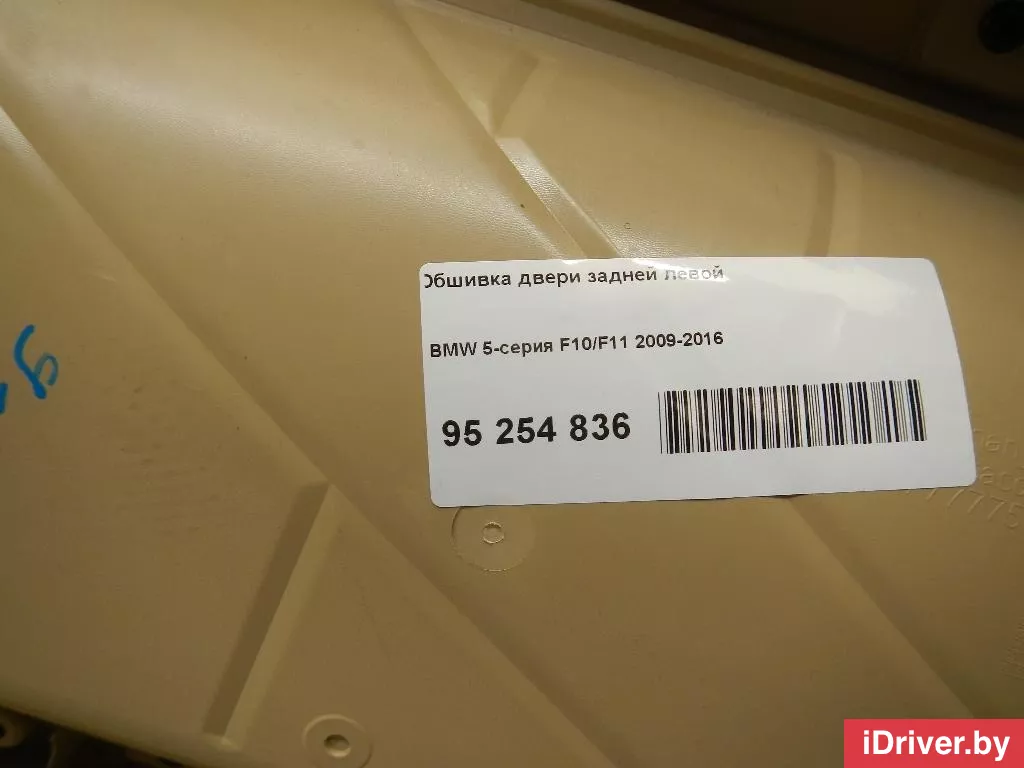 Обшивка двери задней левой
BMW 5-серия F10/F11 2009-2016
95 254 836
iDriver.by